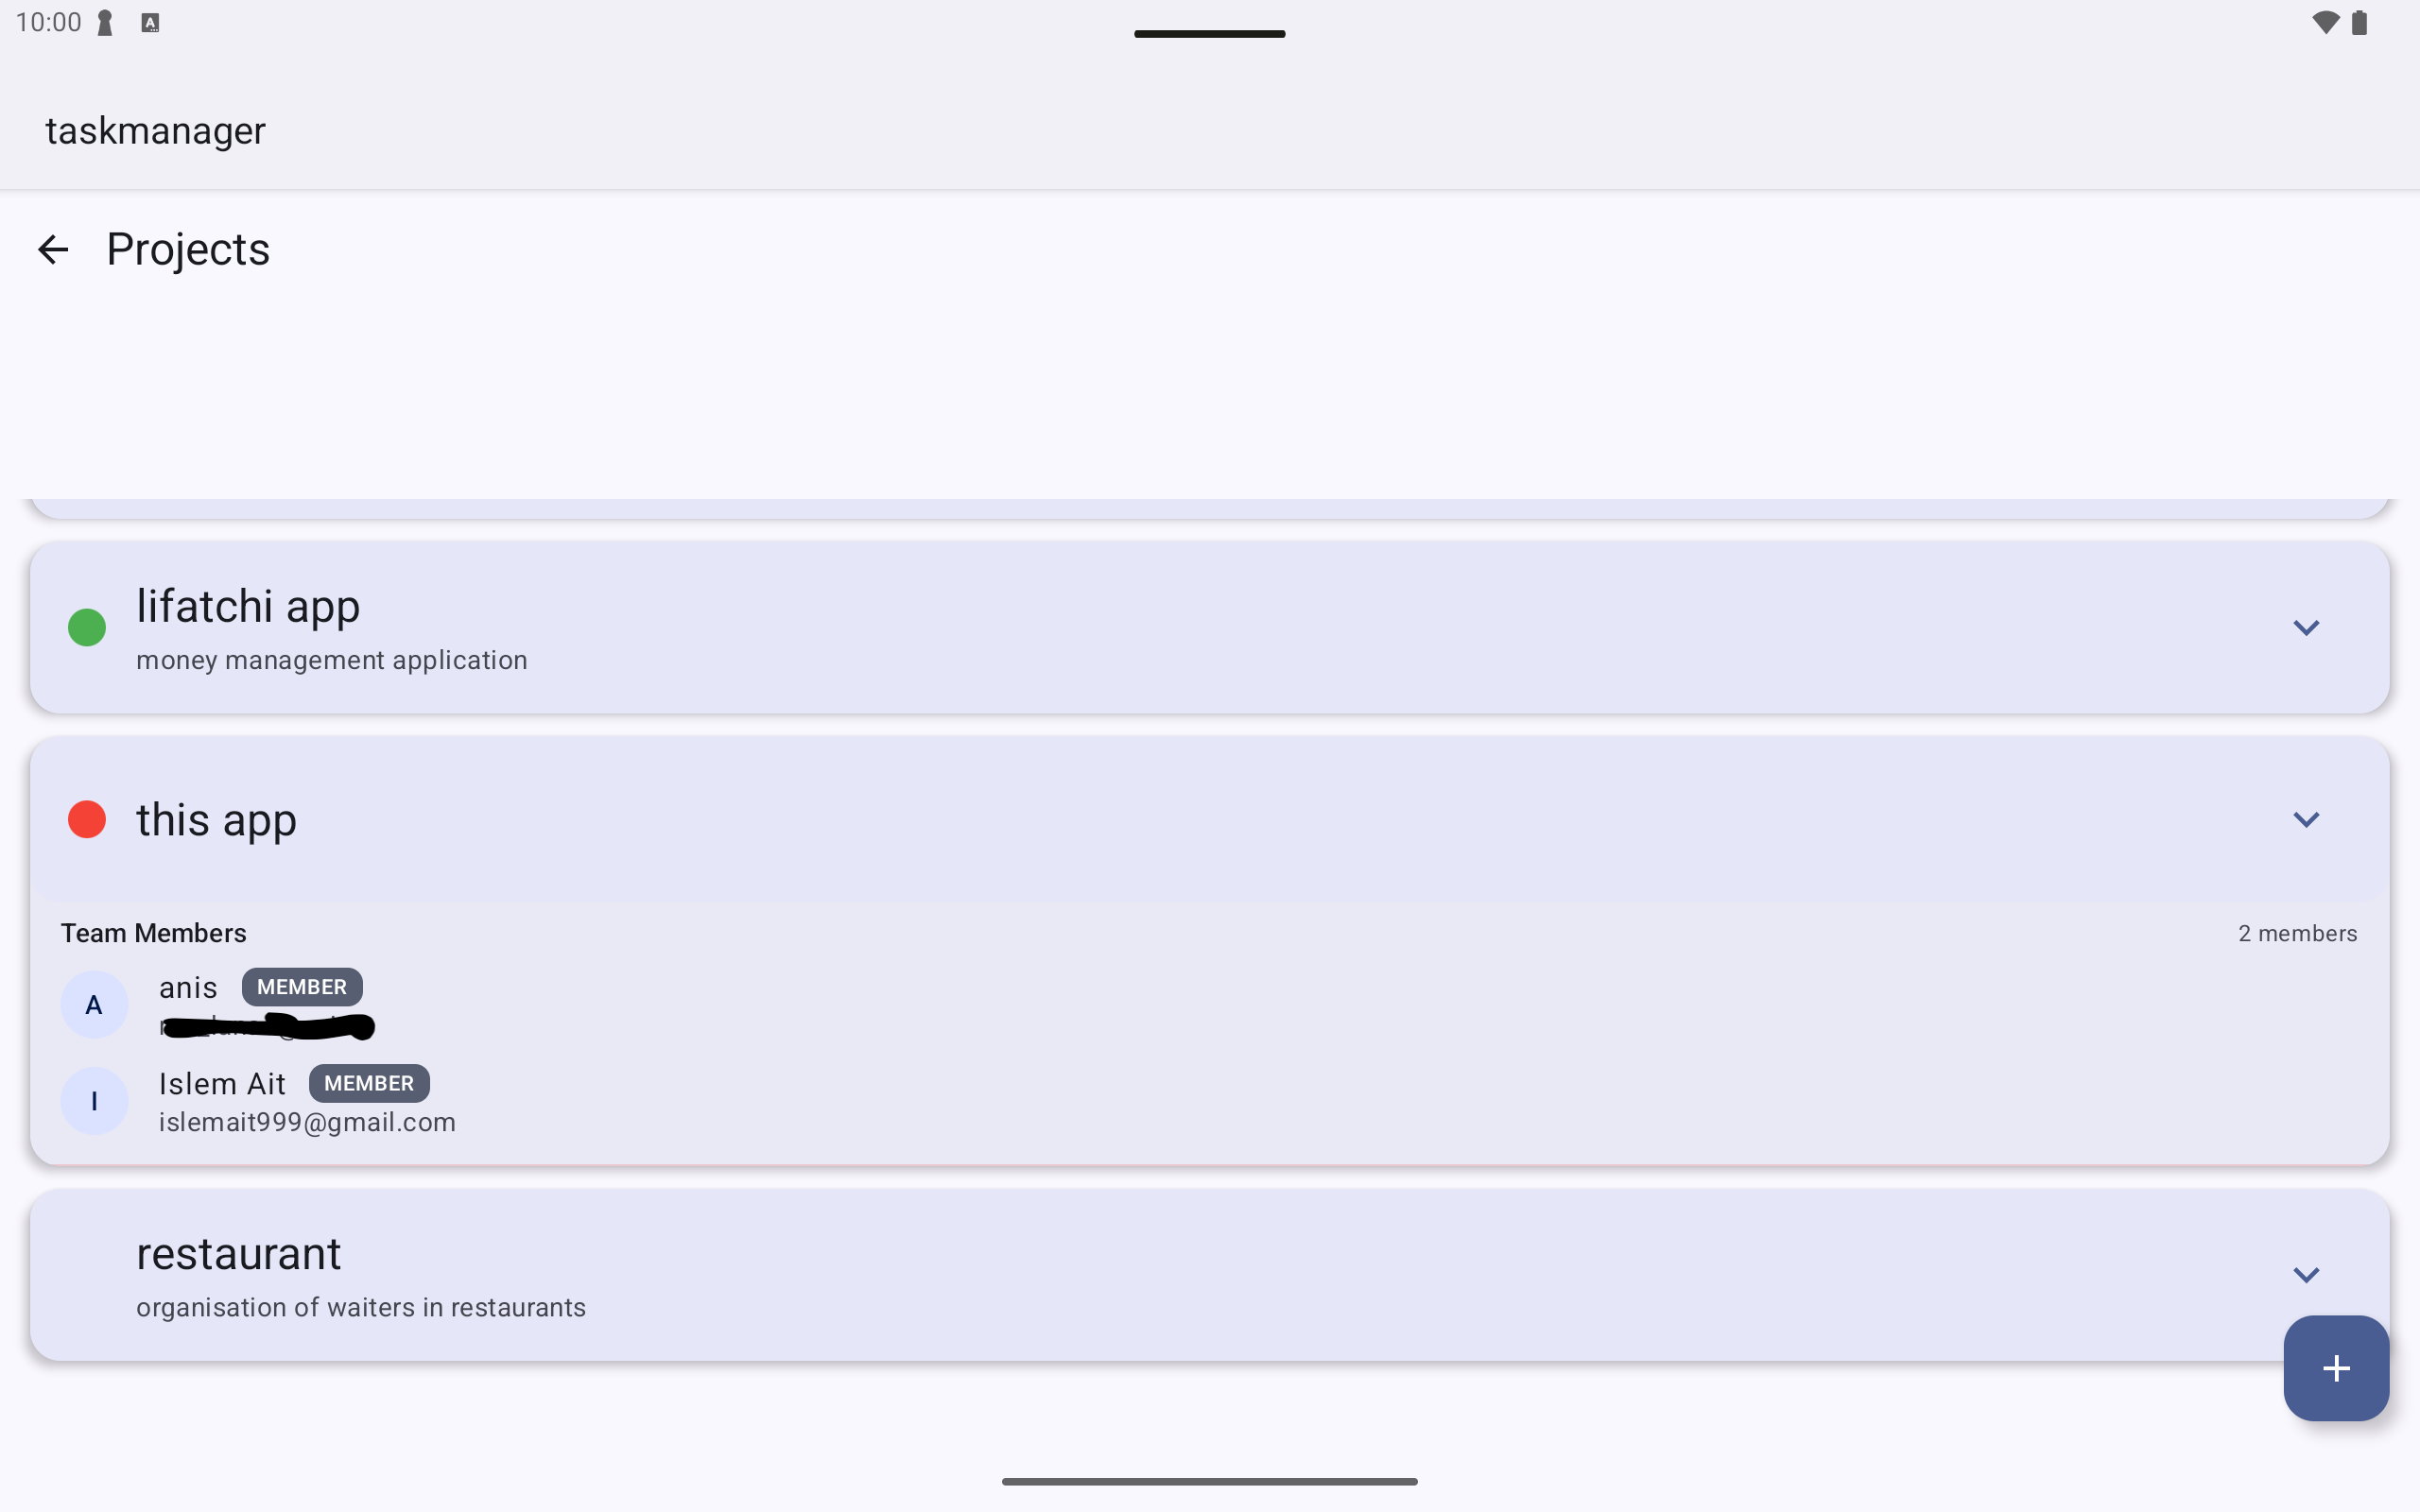 10:00
taskmanager
Projects
lifatchi app
money management application
this app
Team Members
2 members
A
anis
MEMBER
I
Islem Ait
MEMBER
islemait999@gmail.com
restaurant
organisation of waiters in restaurants